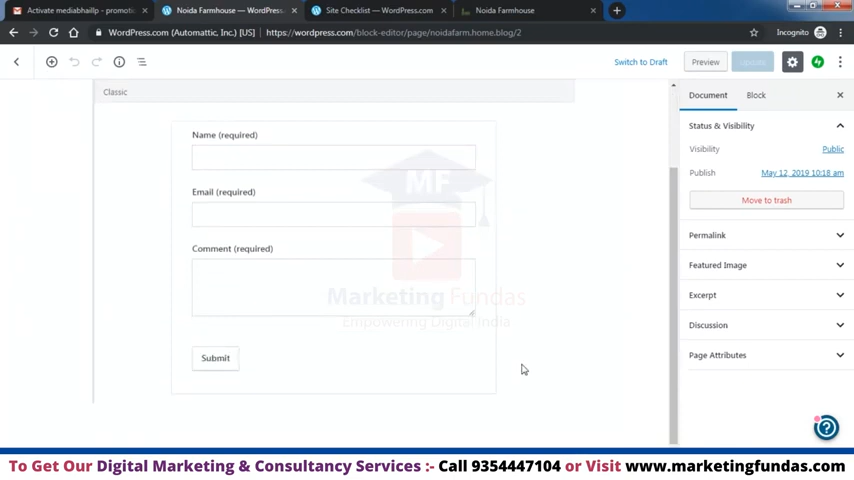 Activate mediabhaillp - promotion
Noida Farmhouse — WordPress.
Site Checklist — WordPress.com
Noida Farmhouse
WordPress.com (Automattic, Inc.) [US]
https://wordpress.com/block-editor/page/noidafarm.home.blog/2
Incognito
Switch to Draft
Preview
Update
Classic
Document
Block
Name (required)
Status & Visibility
Visibility
Public
Publish
May 12, 2019 10:18 am
Email (required)
MF
Move to trash
Comment (required)
Permalink
Featured Image
Marketing Fundas
Excerpt
Empowering Digital India
Discussion
Submit
Page Attributes
To Get Our Digital Marketing & Consultancy Services :- Call 9354447104 or Visit www.marketingfundas.com